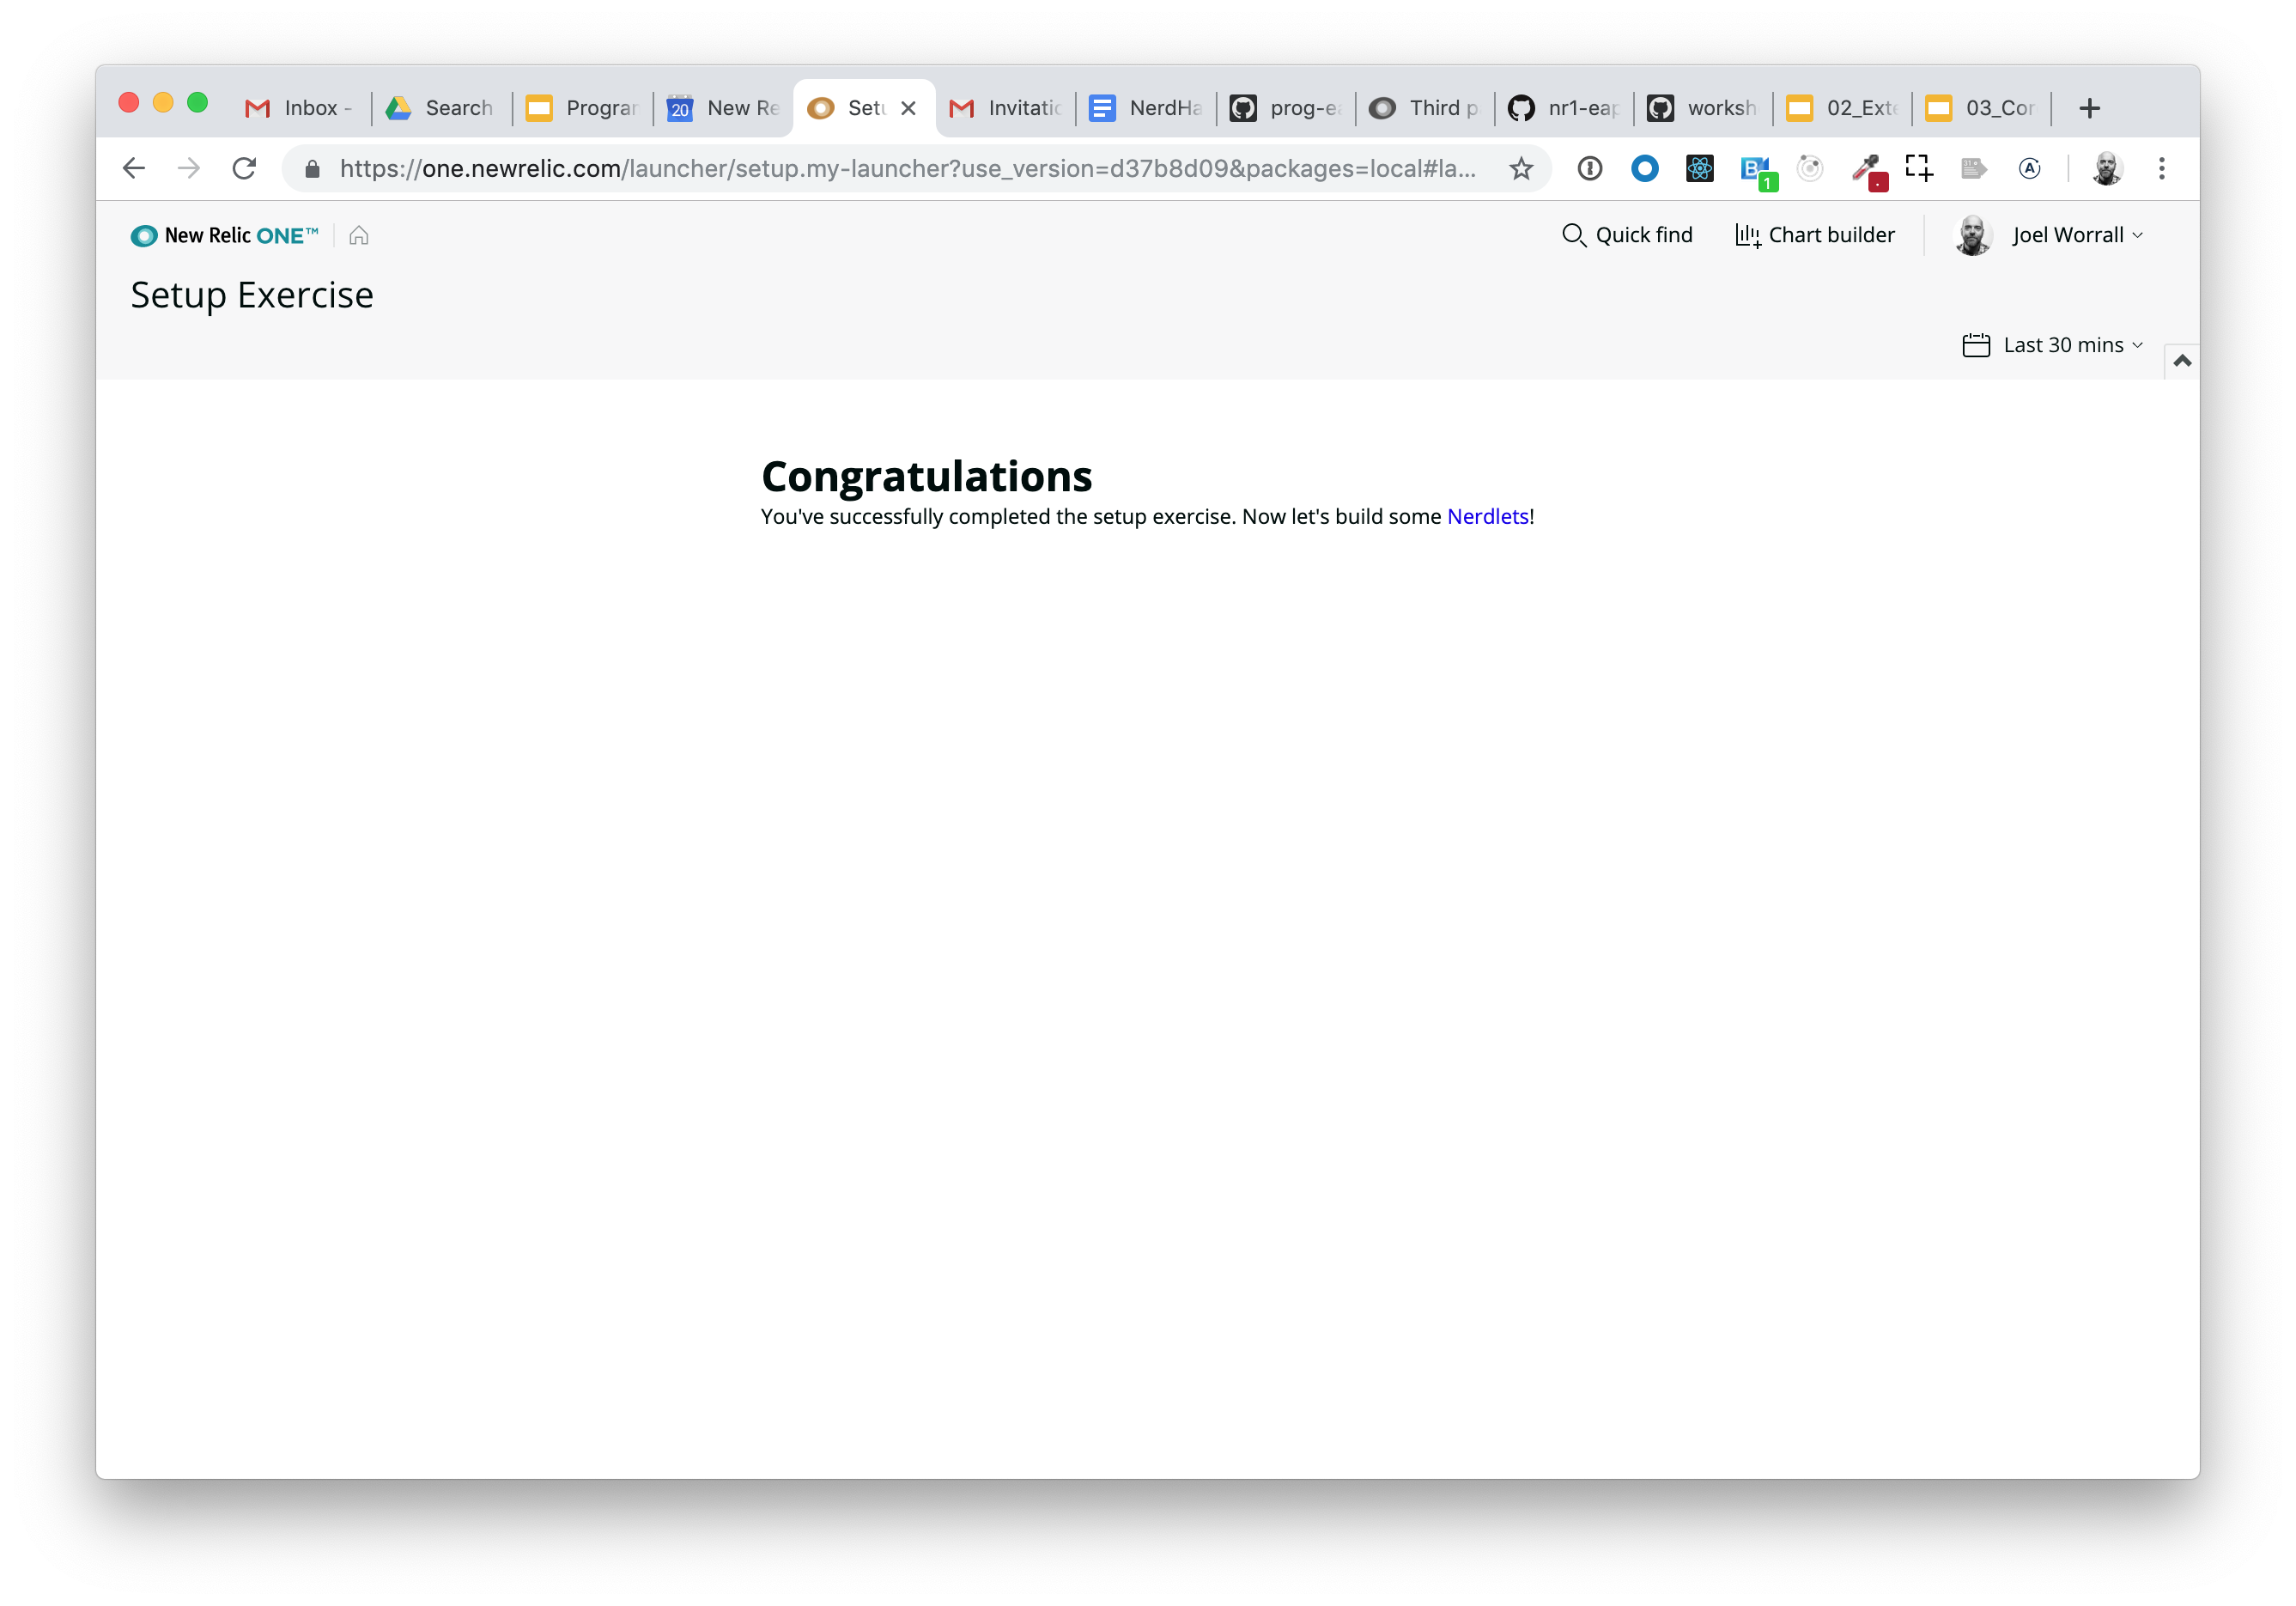 Inbox -
Search
Program
20
New Re
Setu
Invitatic
NerdHa
prog-ea
Third p
nr1-eap
worksh
02_Exte
03_Cor
https://one.newrelic.com/launcher/setup.my-launcher?use_version=d37b8d09&packages=local#la...
1
New Relic ONE™
Quick find
Chart builder
Joel Worrall
Setup Exercise
Last 30 mins
Congratulations
You've successfully completed the setup exercise. Now let's build some Nerdlets!